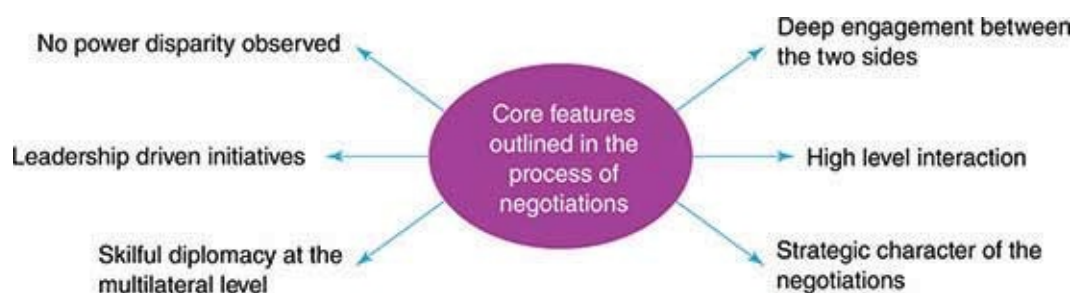 No power disparity observed
Leadership driven initiatives
Skilful diplomacy at the
multilateral level
Core features
outlined in the
process of
negotiations
Deep engagement between
the two sides
High level interaction
Strategic character of the
negotiations